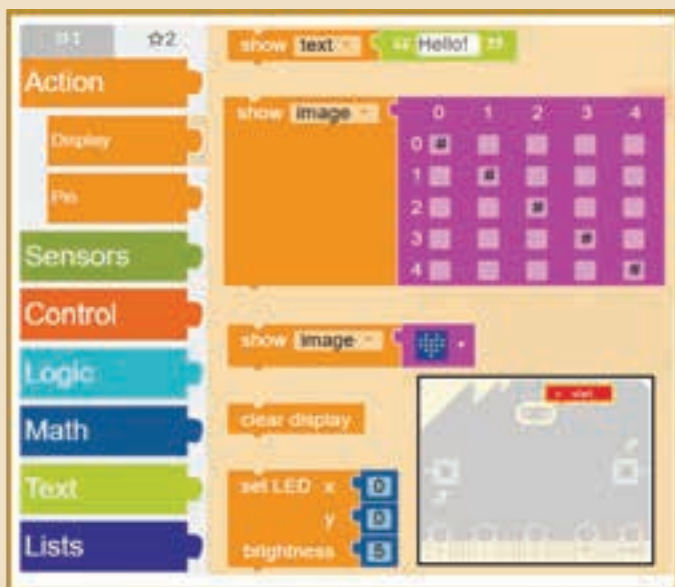 ☆2
show text “ Hello! ”
Action
show image
0 1 2 3 4
0 #
1 #
2 #
3 #
4 #
Display
Pin
Sensors
Control
show image
Logic
clear display
Math
set LED x 0
y 0
brightness 5
Text
Lists